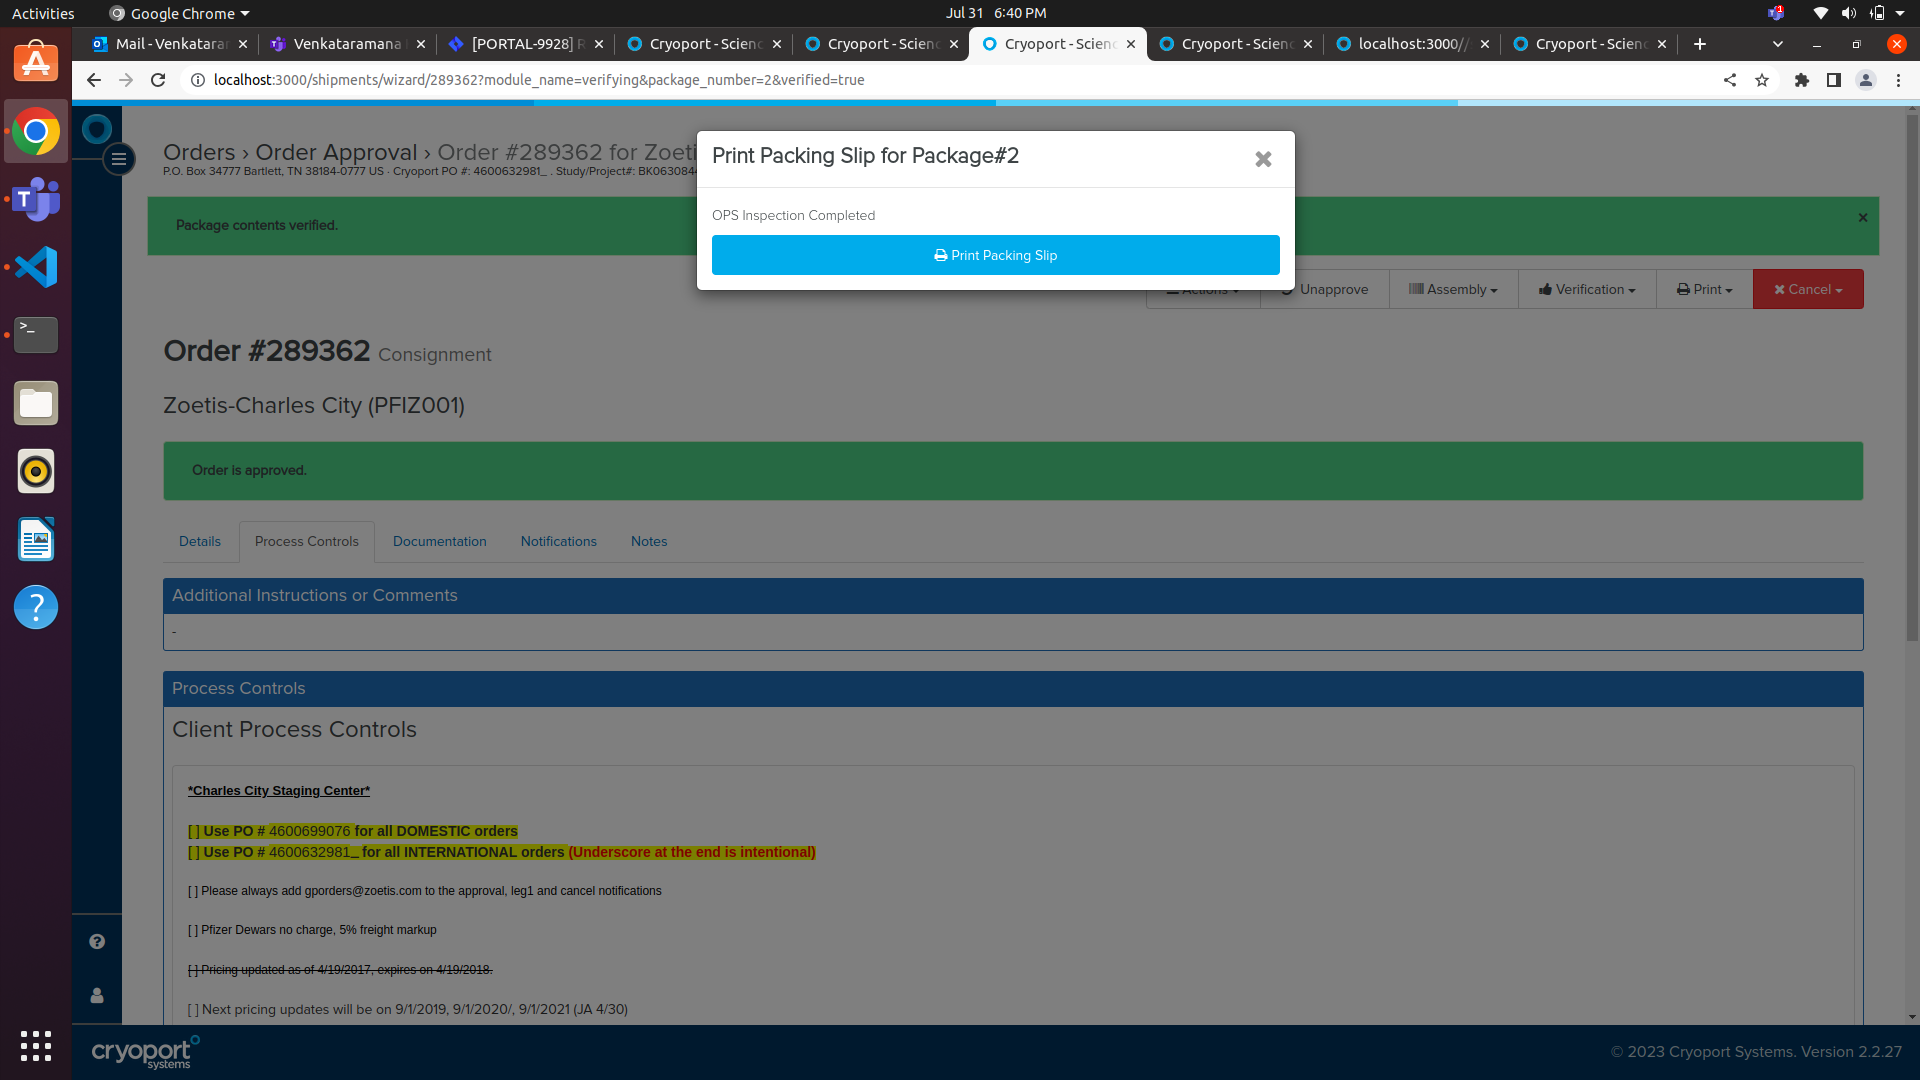 Activities
Google Chrome
Jul 31 6:40 PM
1
Mail - Venkatarar
Venkataramana
[PORTAL-9928] R
Cryoport - Scienc
Cryoport - Scienc
Cryoport - Scienc
Cryoport - Scienc
localhost:3000//
Cryoport - Scienc
localhost:3000/shipments/wizard/289362?module_name=verifying&package_number=2&verified=true
Orders › Order Approval › Order #289362 for Zoeti
P.O. Box 34777 Bartlett, TN 38184-0777 US · Cryoport PO #: 4600632981_ . Study/Project#: BK063084
Print Packing Slip for Package#2
OPS Inspection Completed
Print Packing Slip
Package contents verified.
Actions
Unapprove
Assembly
Verification
Print
Cancel
Order #289362 Consignment
Zoetis-Charles City (PFIZ001)
Order is approved.
Details
Process Controls
Documentation
Notifications
Notes
Additional Instructions or Comments
-
Process Controls
Client Process Controls
*Charles City Staging Center*
[ ] Use PO # 4600699076 for all DOMESTIC orders
[ ] Use PO # 4600632981_ for all INTERNATIONAL orders (Underscore at the end is intentional)
[ ] Please always add gporders@zoetis.com to the approval, leg1 and cancel notifications
[ ] Pfizer Dewars no charge, 5% freight markup
[ ] Pricing updated as of 4/19/2017, expires on 4/19/2018.
[ ] Next pricing updates will be on 9/1/2019, 9/1/2020/, 9/1/2021 (JA 4/30)
cryoport
systems
© 2023 Cryoport Systems. Version 2.2.27